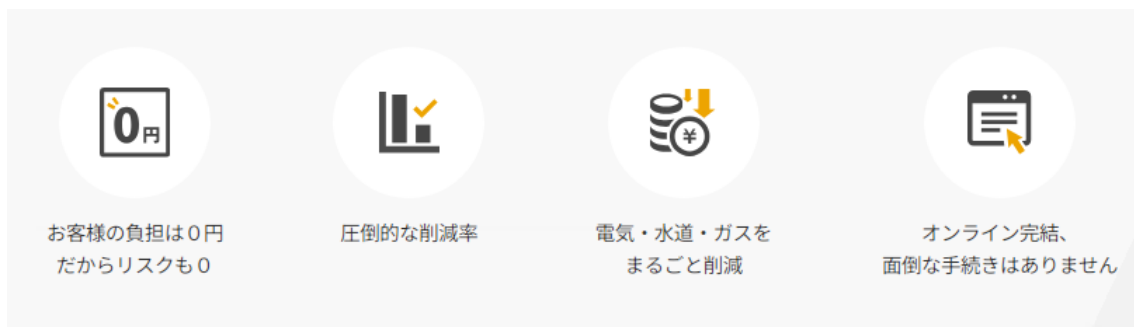 0円
お客様の負担は０円
だからリスクも０
圧倒的な削減率
¥
電気・水道・ガスを
まるごと削減
オンライン完結、
面倒な手続きはありません